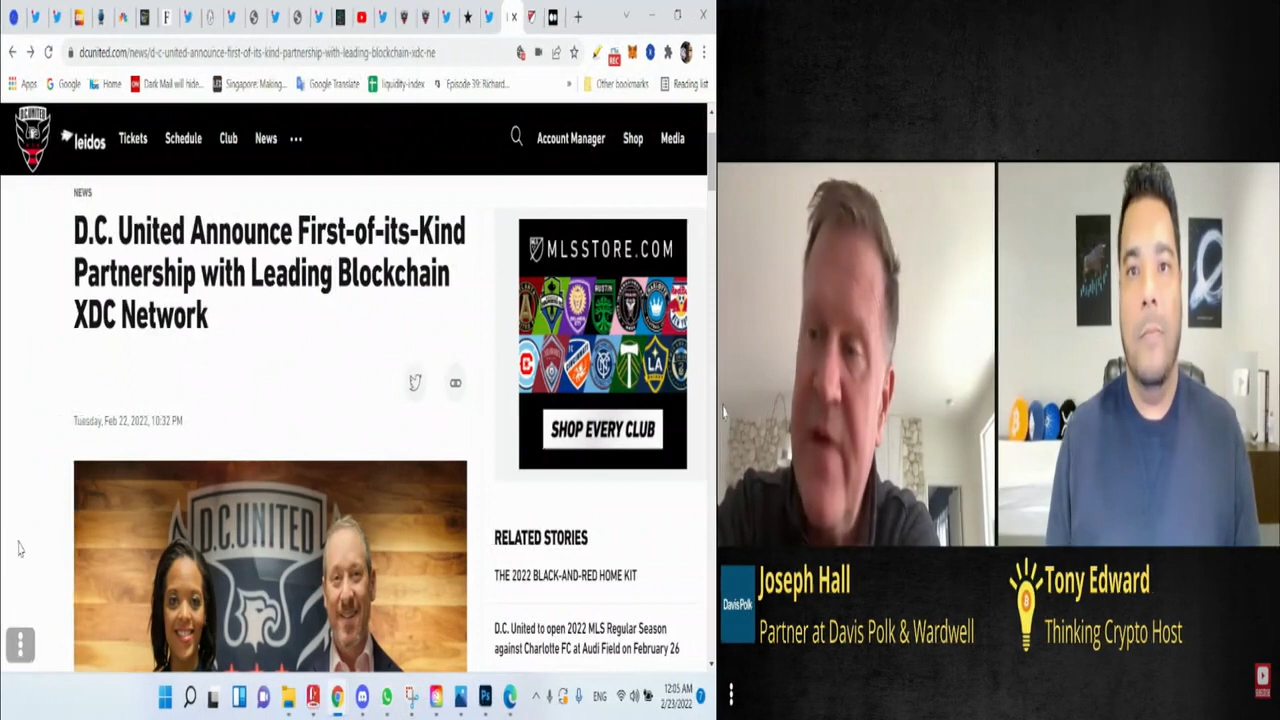 dcunited.com/news/d-c-united-announce-first-of-its-kind-partnership-with-leading-blockchain-xdc-ne
REC
Apps
Google
Home
Dark Mail will hide...
Singapore: Making...
Google Translate
liquidity-index
Episode 39: Richard...
»
Other bookmarks
Reading list
D.C.UNITED
leidos
Tickets
Schedule
Club
News
Account Manager
Shop
Media
NEWS
D.C. United Announce First-of-its-Kind
Partnership with Leading Blockchain
XDC Network
Tuesday, Feb 22, 2022, 10:32 PM
D.C.UNITED
MLSSTORE.COM
AUSTIN
LA
SHOP EVERY CLUB
RELATED STORIES
THE 2022 BLACK-AND-RED HOME KIT
D.C. United to open 2022 MLS Regular Season
against Charlotte FC at Audi Field on February 26
ENG
12:05 AM
2/23/2022
DavisPolk
Joseph Hall
Partner at Davis Polk & Wardwell
Tony Edward
Thinking Crypto Host
SUBSCRIBE